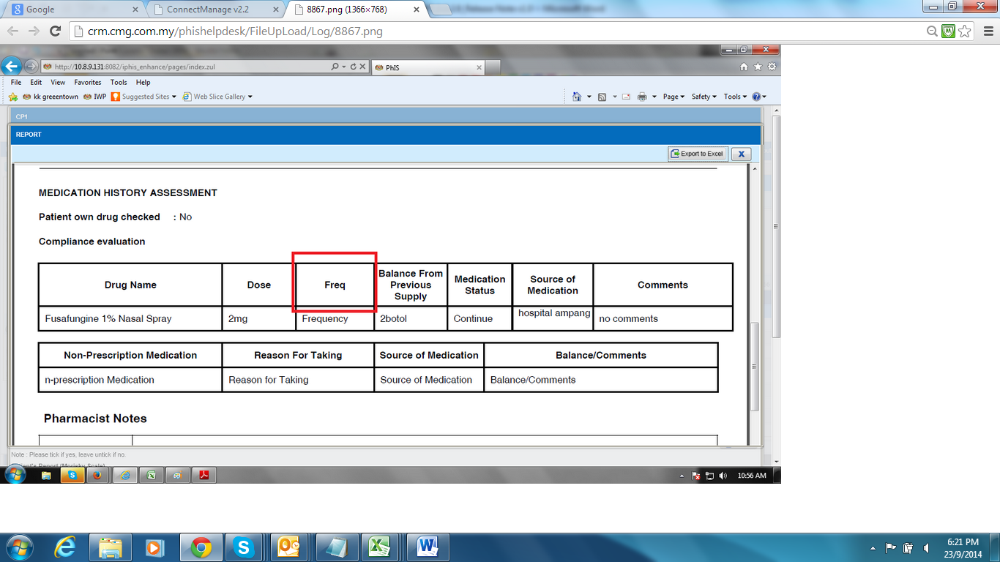 Google
ConnectManage v2.2
8867.png (1366×768)
crm.cmg.com.my/phishelpdesk/FileUpLoad/Log/8867.png
http://10.8.9.131:8082/iphis_enhance/pages/index.zul
PhIS
File Edit View Favorites Tools Help
kk greeentown IWP Suggested Sites Web Slice Gallery
Page Safety Tools
CP1
REPORT
Export to Excel X
MEDICATION HISTORY ASSESSMENT
Patient own drug checked : No
Compliance evaluation
Drug Name Dose Freq Balance From Previous Supply Medication Status Source of Medication Comments
Fusafungine 1% Nasal Spray 2mg Frequency 2botol Continue hospital ampang no comments
Non-Prescription Medication Reason For Taking Source of Medication Balance/Comments
n-prescription Medication Reason for Taking Source of Medication Balance/Comments
Pharmacist Notes
Note : Please tick if yes, leave untick if no.
10:56 AM
6:21 PM
23/9/2014